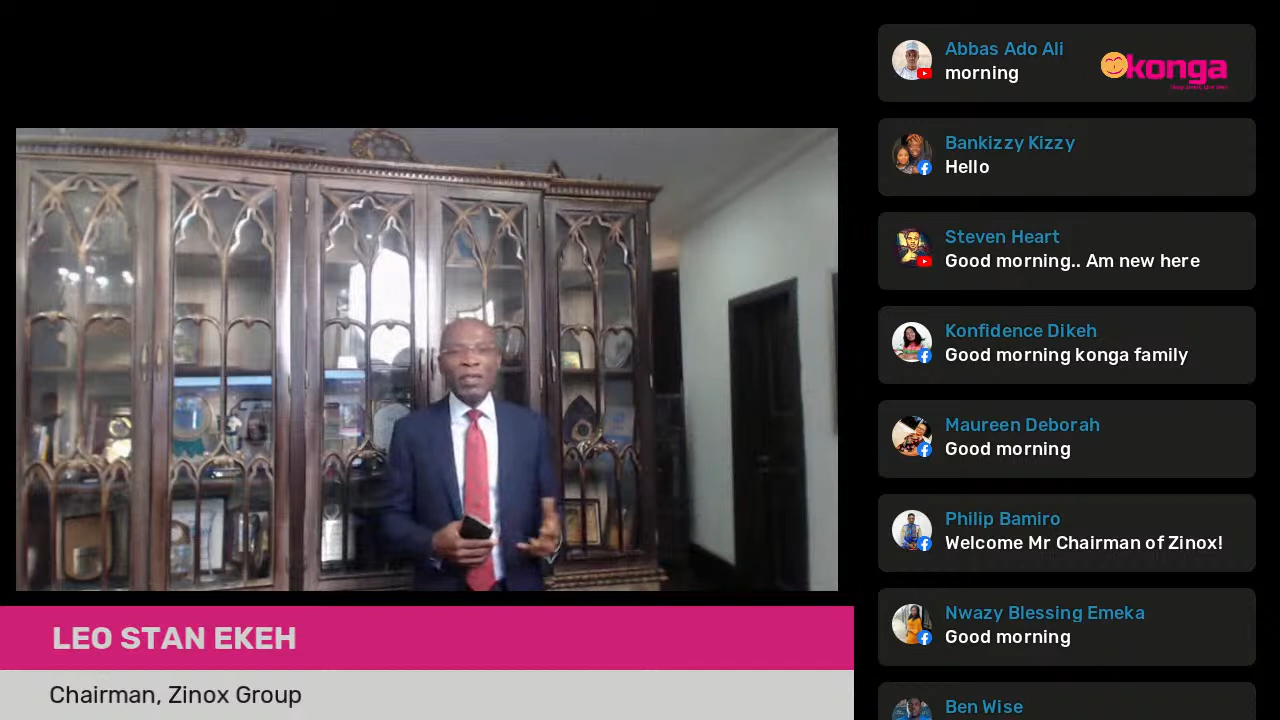 LEO STAN EKEH
Chairman, Zinox Group
Abbas Ado Ali
morning
konga
Bankizzy Kizzy
Hello
Steven Heart
Good morning.. Am new here
Konfidence Dikeh
Good morning konga family
Maureen Deborah
Good morning
Philip Bamiro
Welcome Mr Chairman of Zinox!
Nwazy Blessing Emeka
Good morning
Ben Wise